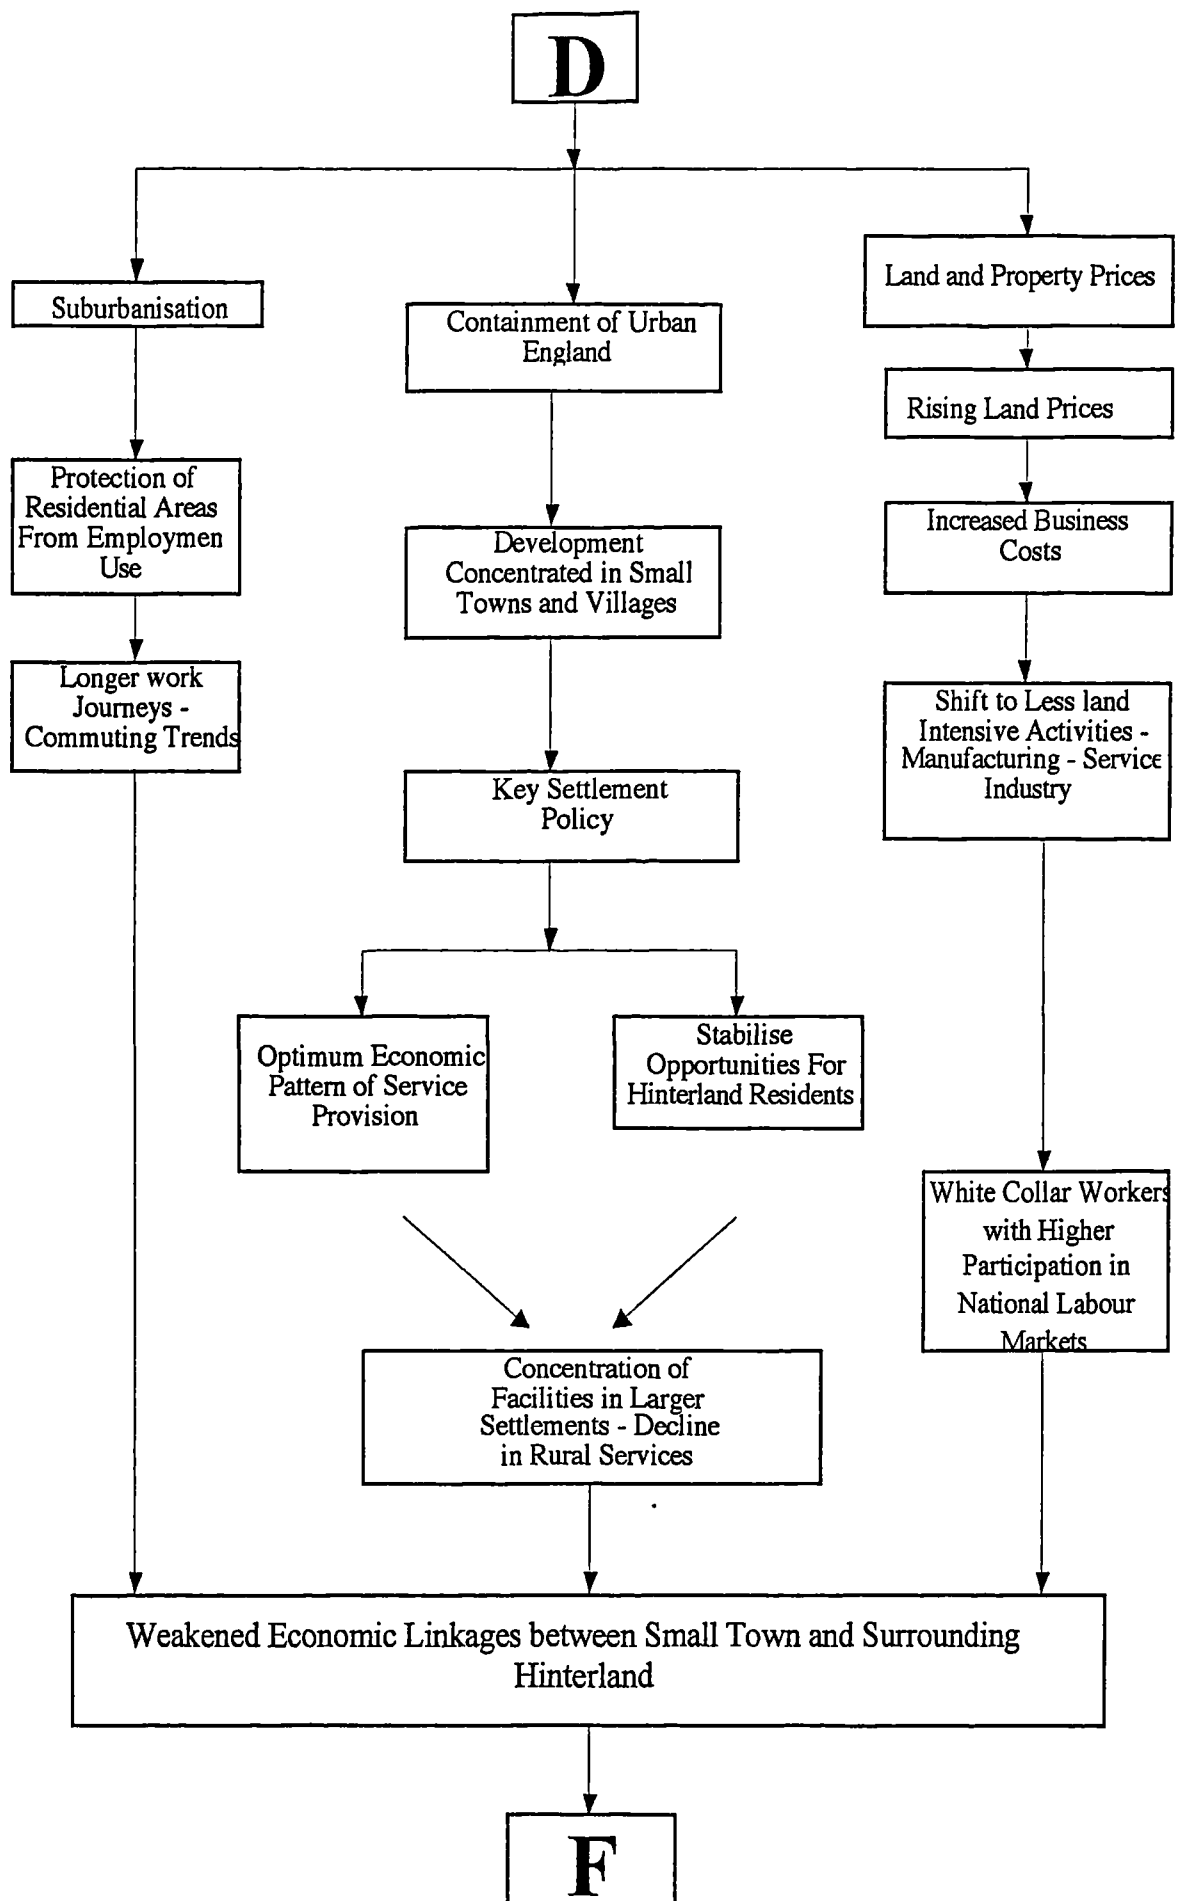 D
Suburbanisation
Containment of Urban
England
Land and Property Prices
Rising Land Prices
Protection of
Residential Areas
From Employmen
Use
Development
Concentrated in Small
Towns and Villages
Increased Business
Costs
Longer work
Journeys -
Commuting Trends
Key Settlement
Policy
Shift to Less land
Intensive Activities -
Manufacturing - Service
Industry
Optimum Economic
Pattern of Service
Provision
Stabilise
Opportunities For
Hinterland Residents
White Collar Workers
with Higher
Participation in
National Labour
Markets
Concentration of
Facilities in Larger
Settlements - Decline
in Rural Services
Weakened Economic Linkages between Small Town and Surrounding
Hinterland
F